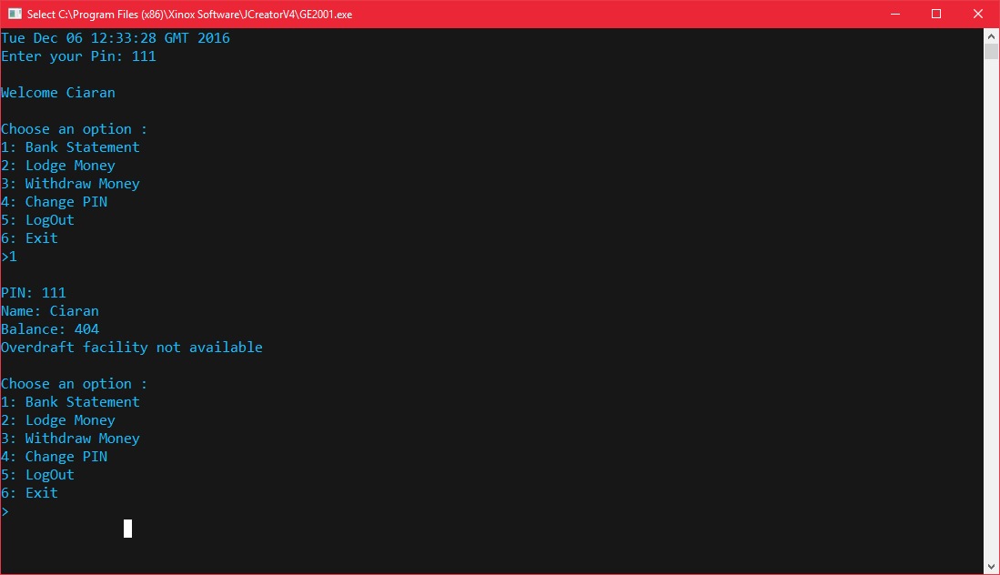 Select C:\Program Files (x86)\Xinox Software\JCreatorV4\GE2001.exe
Tue Dec 06 12:33:28 GMT 2016
Enter your Pin: 111
Welcome Ciaran
Choose an option :
1: Bank Statement
2: Lodge Money
3: Withdraw Money
4: Change PIN
5: LogOut
6: Exit
>1
PIN: 111
Name: Ciaran
Balance: 404
Overdraft facility not available
Choose an option :
1: Bank Statement
2: Lodge Money
3: Withdraw Money
4: Change PIN
5: LogOut
6: Exit
>